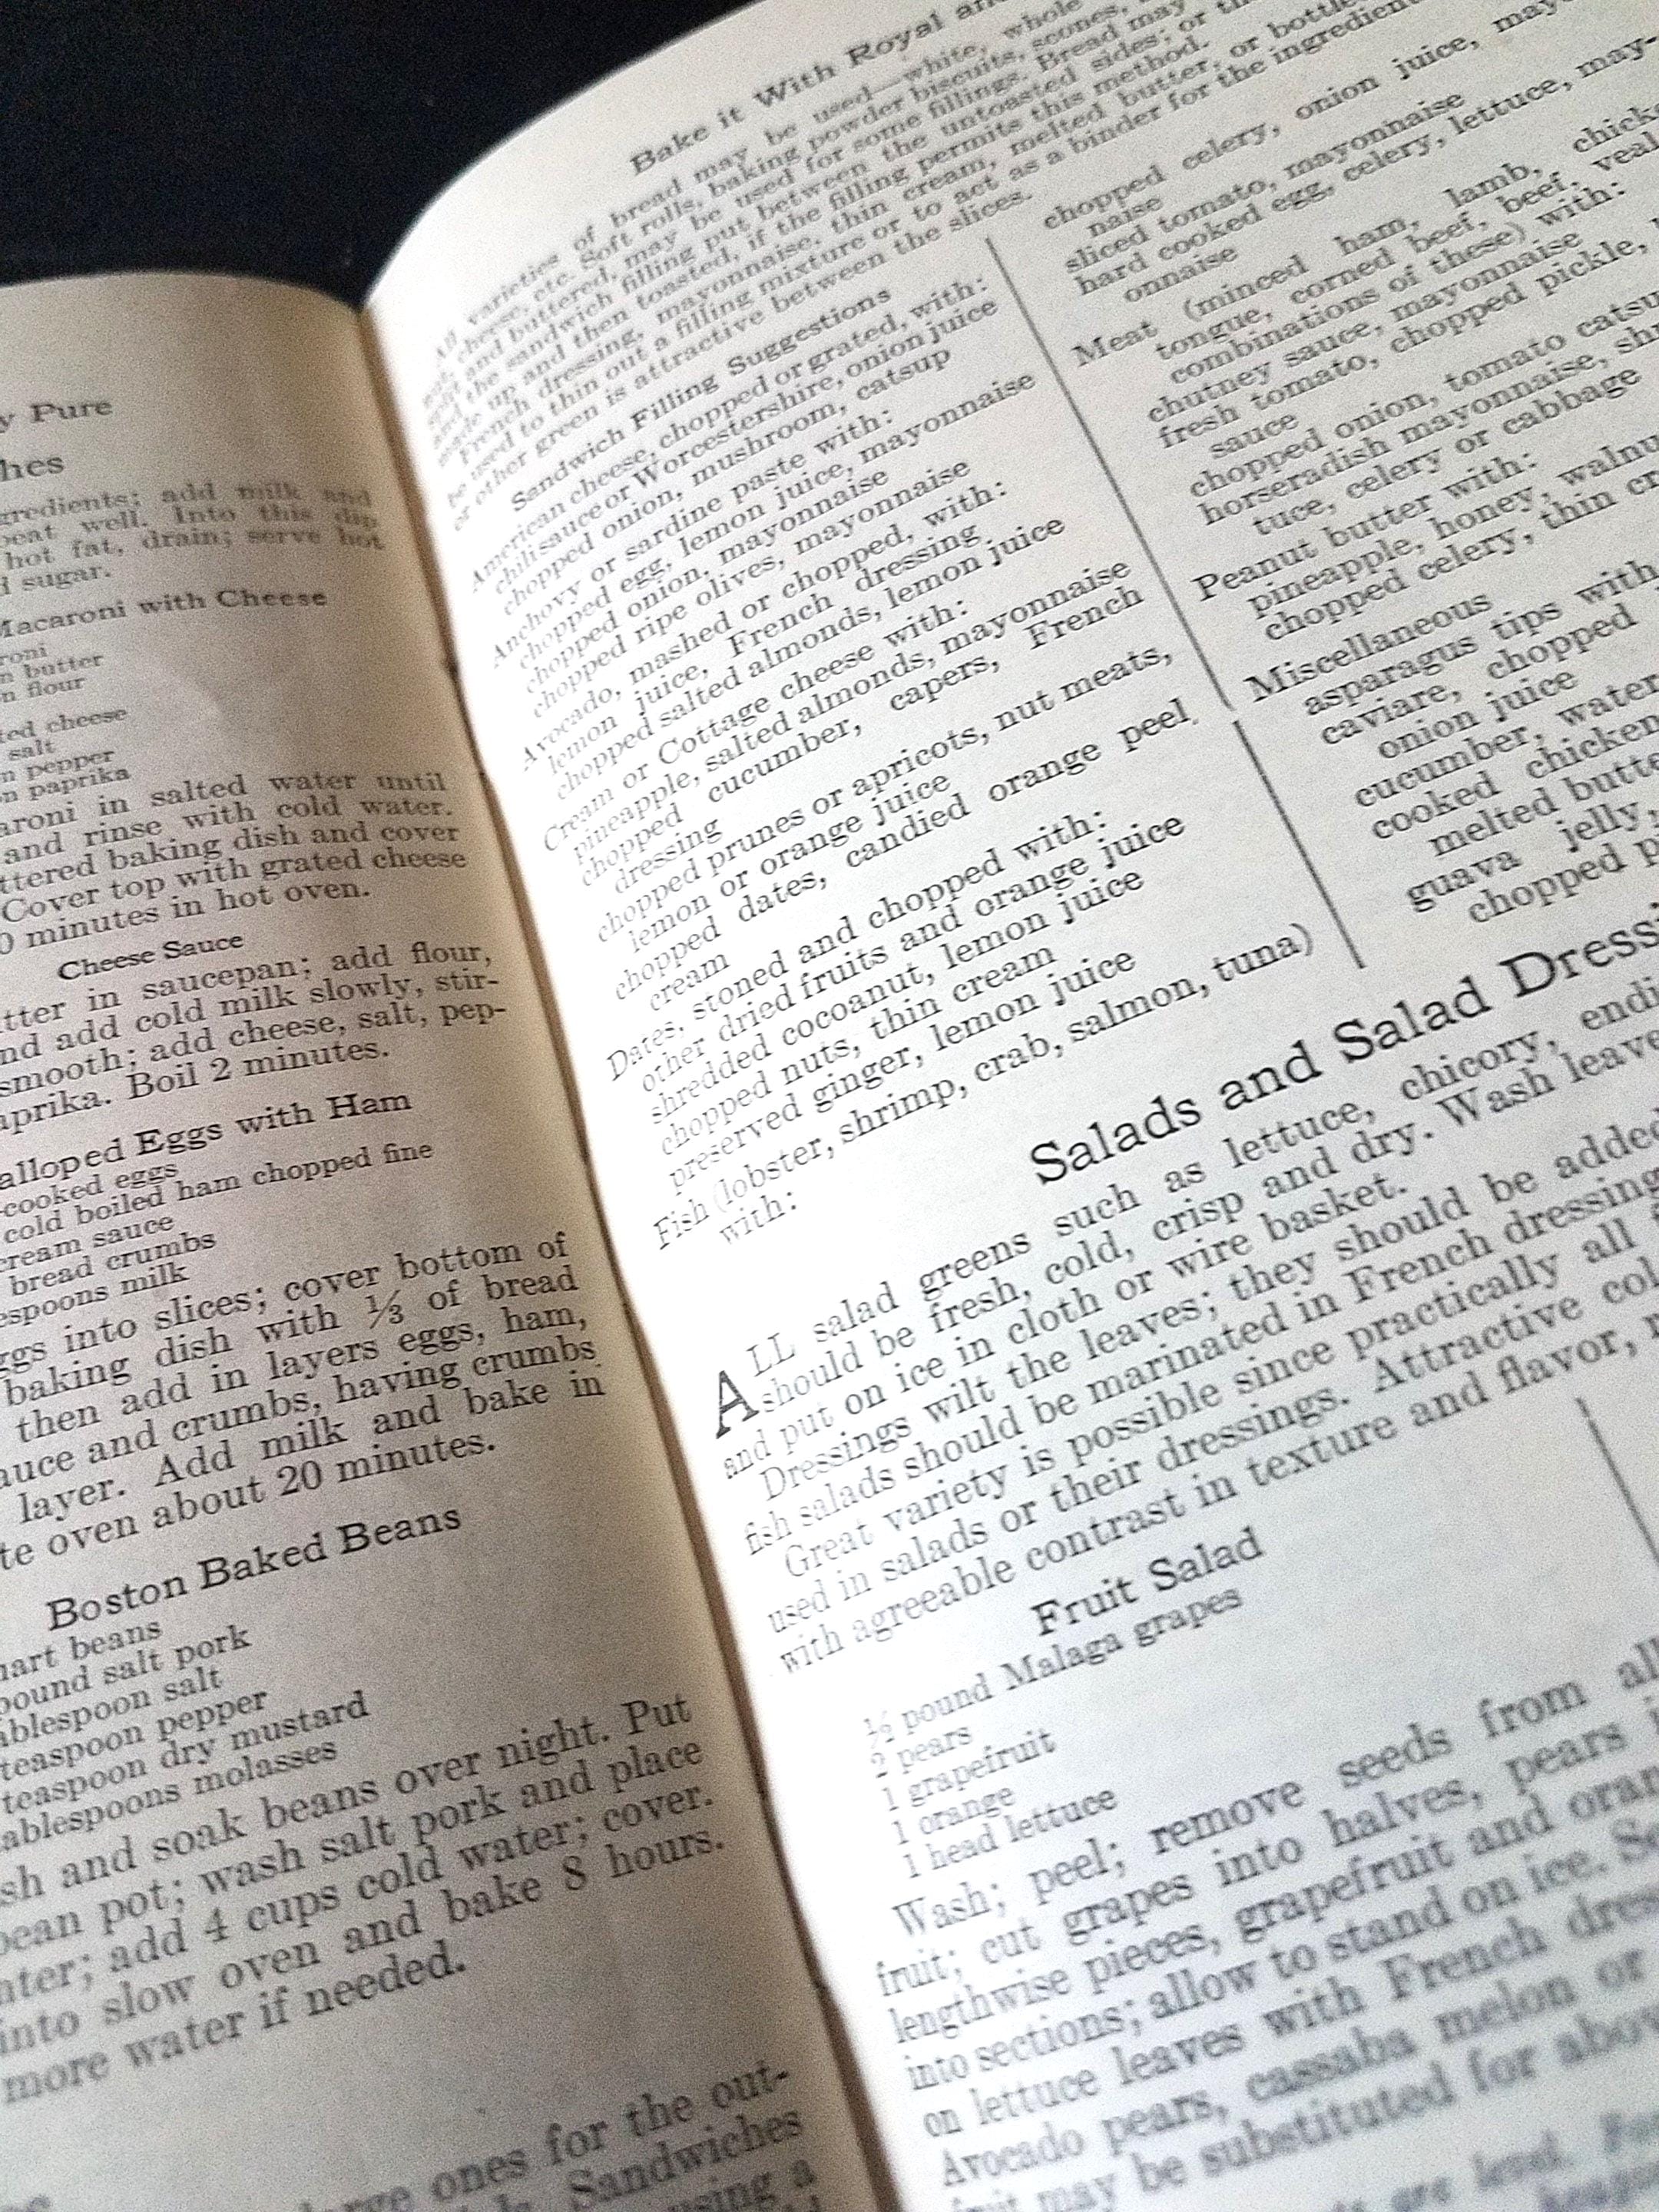 y Pure
hes
gredients; add milk and
beat well. Into this dip
hot fat, drain; serve hot
d sugar.
Macaroni with Cheese
roni
n butter
n flour
ted cheese
salt
n pepper
n paprika
aroni in salted water until
and rinse with cold water.
ttered baking dish and cover
Cover top with grated cheese
0 minutes in hot oven.
Cheese Sauce
tter in saucepan; add flour,
nd add cold milk slowly, stir-
smooth; add cheese, salt, pep-
aprika. Boil 2 minutes.
alloped Eggs with Ham
-cooked eggs
cold boiled ham chopped fine
cream sauce
bread crumbs
espoons milk
ggs into slices; cover bottom of
baking dish with ⅓ of bread
then add in layers eggs, ham,
auce and crumbs, having crumbs
layer. Add milk and bake in
te oven about 20 minutes.
Boston Baked Beans
uart beans
pound salt pork
ablespoon salt
teaspoon pepper
teaspoon dry mustard
ablespoons molasses
sh and soak beans over night. Put
bean pot; wash salt pork and place
nter; add 4 cups cold water; cover.
into slow oven and bake 8 hours.
more water if needed.
large ones for the out-
Sandwiches
using a
Bake it With Royal an
All varieties of bread may be used—white, whole
cheese, etc. Soft rolls, baking powder biscuits, scones,
split and buttered, may be used for some fillings. Bread may
and the sandwich filling put between the untoasted sides; or th
made up and then toasted, if the filling permits this method.
French dressing, mayonnaise, thin cream, melted butter, or bottle
be used to thin out a filling mixture or to act as a binder for the ingredien
or other green is attractive between the slices.
Sandwich Filling Suggestions
American cheese, chopped or grated, with:
chili sauce or Worcestershire, onion juice
chopped onion, mushroom, catsup
Anchovy or sardine paste with:
chopped egg, lemon juice, mayonnaise
chopped onion, mayonnaise
chopped ripe olives, mayonnaise
Avocado, mashed or chopped, with:
lemon juice, French dressing
chopped salted almonds, lemon juice
Cream or Cottage cheese with:
pineapple, salted almonds, mayonnaise
chopped cucumber, capers, French
dressing
chopped prunes or apricots, nut meats,
lemon or orange juice
chopped dates, candied orange peel,
cream
Dates, stoned and chopped with:
other dried fruits and orange juice
shredded cocoanut, lemon juice
chopped nuts, thin cream
preserved ginger, lemon juice
Fish (lobster, shrimp, crab, salmon, tuna)
with:
chopped celery, onion juice, mayo
naise
sliced tomato, mayonnaise
hard cooked egg, celery, lettuce, may-
onnaise
Meat (minced ham, lamb, chicke
tongue, corned beef, beef, veal
combinations of these) with:
chutney sauce, mayonnaise
fresh tomato, chopped pickle,
sauce
chopped onion, tomato catsu
horseradish mayonnaise, shr
tuce, celery or cabbage
Peanut butter with:
pineapple, honey, walnu
chopped celery, thin cr
Miscellaneous
asparagus tips with
caviare, chopped
onion juice
cucumber, water
cooked chicken
melted butte
guava jelly,
chopped p
Salads and Salad Dressi
ALL salad greens such as lettuce, chicory, endi
should be fresh, cold, crisp and dry. Wash leave
and put on ice in cloth or wire basket.
Dressings wilt the leaves; they should be added
fish salads should be marinated in French dressing
Great variety is possible since practically all f
used in salads or their dressings. Attractive col
with agreeable contrast in texture and flavor,
Fruit Salad
½ pound Malaga grapes
2 pears
1 grapefruit
1 orange
1 head lettuce
Wash; peel; remove seeds from all
fruit; cut grapes into halves, pears i
lengthwise pieces, grapefruit and oran
into sections; allow to stand on ice. Se
on lettuce leaves with French dres
Avocado pears, cassaba melon or
fruit may be substituted for abov
are level.